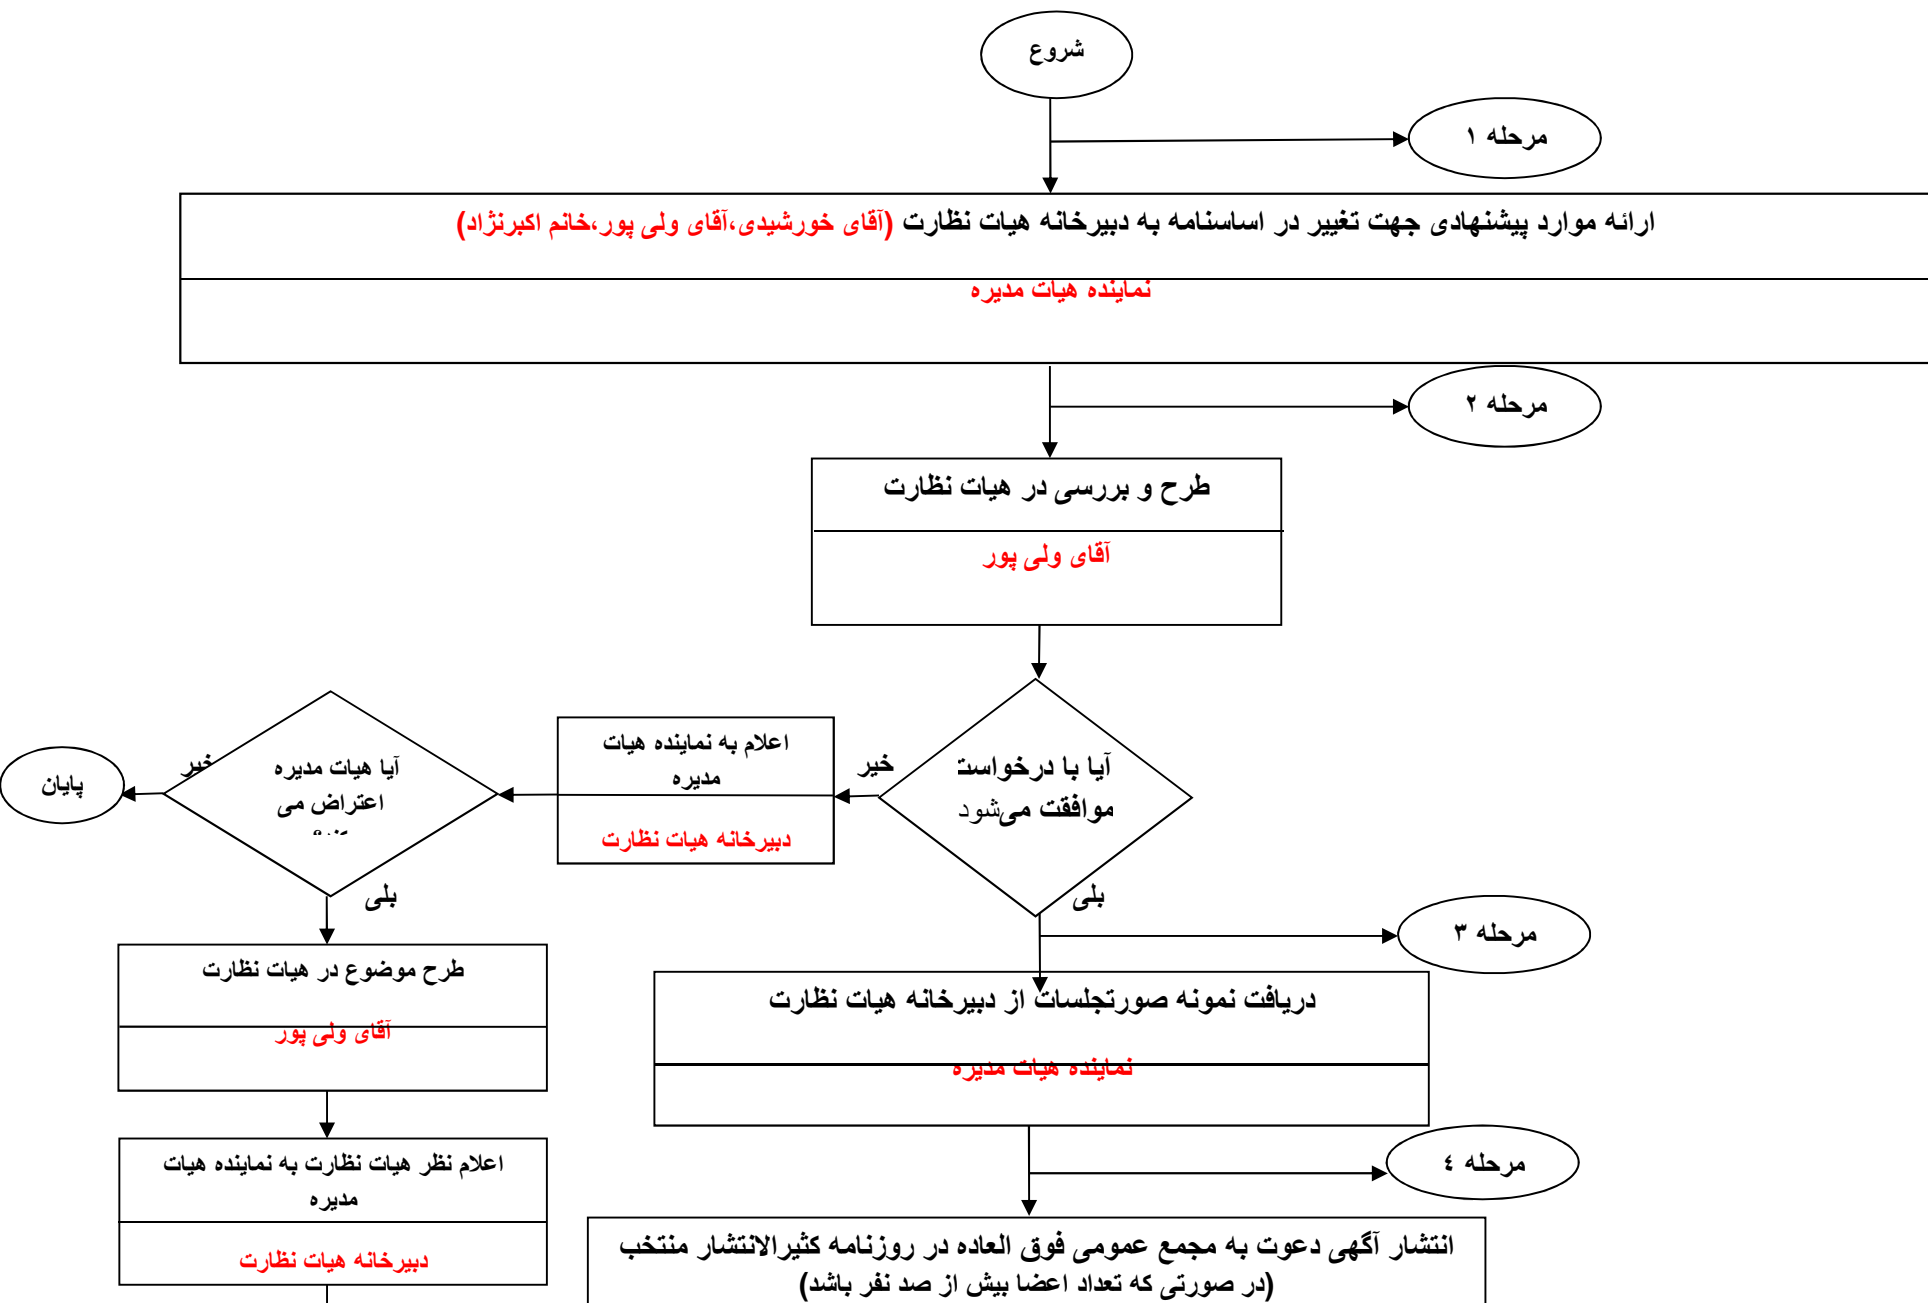 شروع
مرحله ۱
ارائه موارد پیشنهادی جهت تغییر در اساسنامه به دبیرخانه هیات نظارت (آقای خورشیدی،آقای ولی پور،خانم اکبرنژاد)
نماینده هیات مدیره
مرحله ۲
طرح و بررسی در هیات نظارت
آقای ولی پور
آیا با درخواست
موافقت می‌شود
خیر
بلی
اعلام به نماینده هیات
مدیره
دبیرخانه هیات نظارت
آیا هیات مدیره
اعتراض می
خیر
پایان
بلی
مرحله ۳
طرح موضوع در هیات نظارت
آقای ولی پور
دریافت نمونه صورتجلسات از دبیرخانه هیات نظارت
نماینده هیات مدیره
مرحله ٤
اعلام نظر هیات نظارت به نماینده هیات
مدیره
دبیرخانه هیات نظارت
انتشار آگهی دعوت به مجمع عمومی فوق العاده در روزنامه کثیرالانتشار منتخب
(در صورتی که تعداد اعضا بیش از صد نفر باشد)